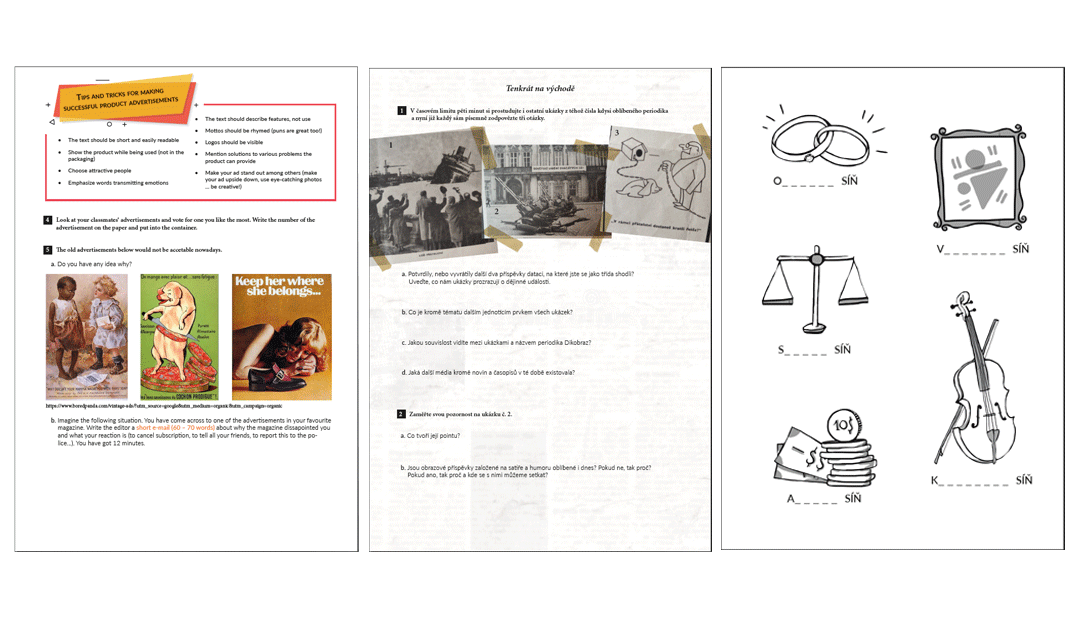 TIPS AND TRICKS FOR MAKING
SUCCESSFUL PRODUCT ADVERTISEMENTS
• The text should be short and easily readable
• Show the product while being used (not in the
packaging)
• Choose attractive people
• Emphasize words transmitting emotions
• The text should describe features, not use
• Mottos should be rhymed (puns are great too!)
• Logos should be visible
• Mention solutions to various problems the
product can provide
• Make your ad stand out among others (make
your ad upside down, use eye-catching photos
... be creative!)
4 Look at your classmates' advertisements and vote for one you like the most. Write the number of the
advertisement on the paper and put into the container.
5 The old advertisements below would not be accetable nowadays.
a. Do you have any idea why?
Keep her where
she belongs...
COCHON PRODIGUE
https://www.boredpanda.com/vintage-ads/?utm_source=google&utm_medium=organic&utm_campaign=organic
b. Imagine the following situation. You have come across to one of the advertisements in your favourite
magazine. Write the editor a short e-mail (60 – 70 words) about why the magazine dissapointed you
and what your reaction is (to cancel subscription, to tell all your friends, to report this to the po-
lice...). You have got 12 minutes.
Tenkrát na východě
1 V časovém limitu pěti minut si prostudujte i ostatní ukázky z téhož čísla kdysi oblíbeného periodika
a nyní již každý sám písemně zodpovězte tři otázky.
1
2
2
3
a. Potvrdily, nebo vyvrátily další dva příspěvky dataci, na které jste se jako třída shodli?
Uveďte, co nám ukázky prozrazují o dějinné události.
b. Co je kromě tématu dalším jednotícím prvkem všech ukázek?
c. Jakou souvislost vidíte mezi ukázkami a názvem periodika Dikobraz?
d. Jaká další média kromě novin a časopisů v té době existovala?
2 Zaměřte svou pozornost na ukázku č. 2.
a. Co tvoří její pointu?
b. Jsou obrazové příspěvky založené na satiře a humoru oblíbené i dnes? Pokud ne, tak proč?
Pokud ano, tak proč a kde se s nimi můžeme setkat?
O_ _ _ _ _ _ SÍŇ
V_ _ _ _ _ _ SÍŇ
S_ _ _ _ _ SÍŇ
10$
$ $
A_ _ _ _ _ SÍŇ
K_ _ _ _ _ _ _ _ _ SÍŇ